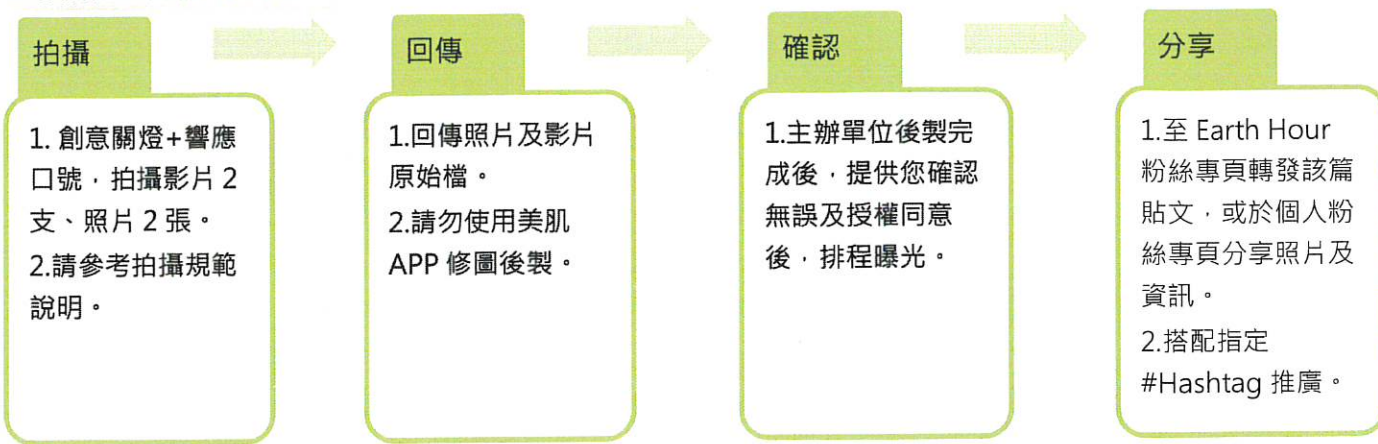 拍攝
1. 創意關燈+響應
口號，拍攝影片 2
支、照片 2 張。
2.請參考拍攝規範
說明。
回傳
1.回傳照片及影片
原始檔。
2.請勿使用美肌
APP 修圖後製。
確認
1.主辦單位後製完
成後，提供您確認
無誤及授權同意
後，排程曝光。
分享
1.至 Earth Hour
粉絲專頁轉發該篇
貼文，或於個人粉
絲專頁分享照片及
資訊。
2.搭配指定
#Hashtag 推廣。